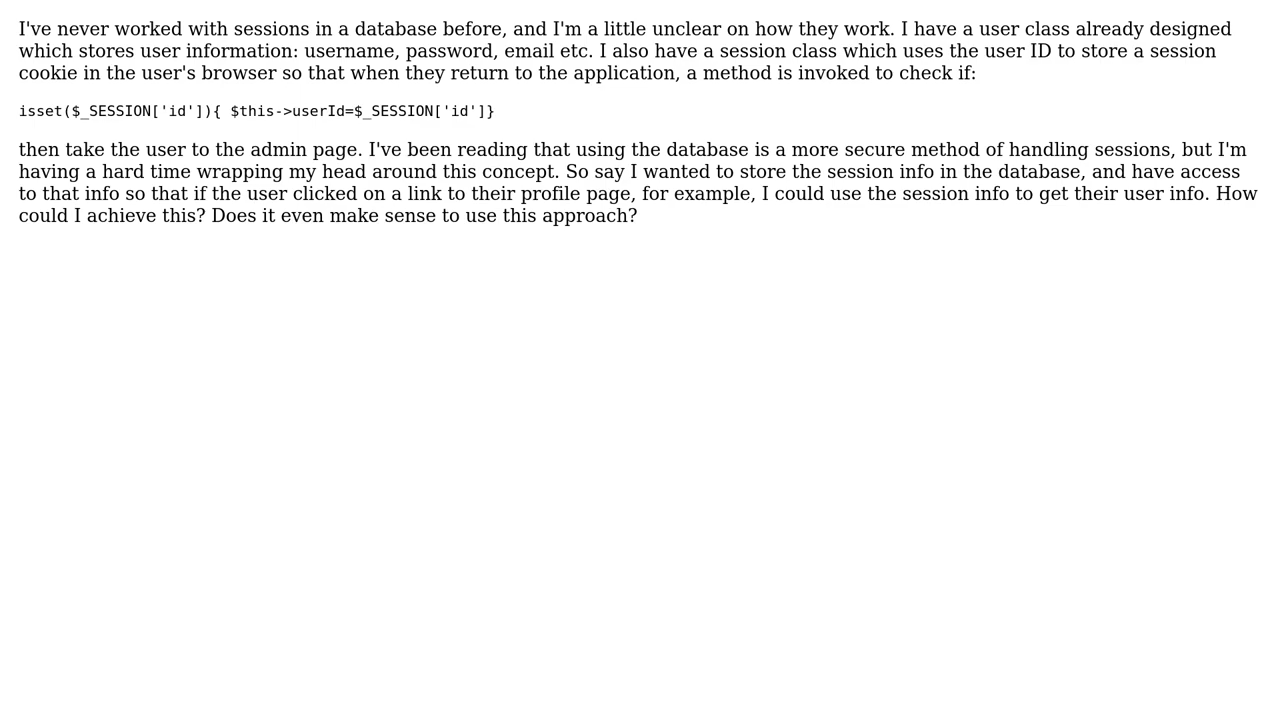 I've never worked with sessions in a database before, and I'm a little unclear on how they work. I have a user class already designed
which stores user information: username, password, email etc. I also have a session class which uses the user ID to store a session
cookie in the user's browser so that when they return to the application, a method is invoked to check if:
isset($_SESSION['id']){ $this->userId=$_SESSION['id']}
then take the user to the admin page. I've been reading that using the database is a more secure method of handling sessions, but I'm
having a hard time wrapping my head around this concept. So say I wanted to store the session info in the database, and have access
to that info so that if the user clicked on a link to their profile page, for example, I could use the session info to get their user info. How
could I achieve this? Does it even make sense to use this approach?